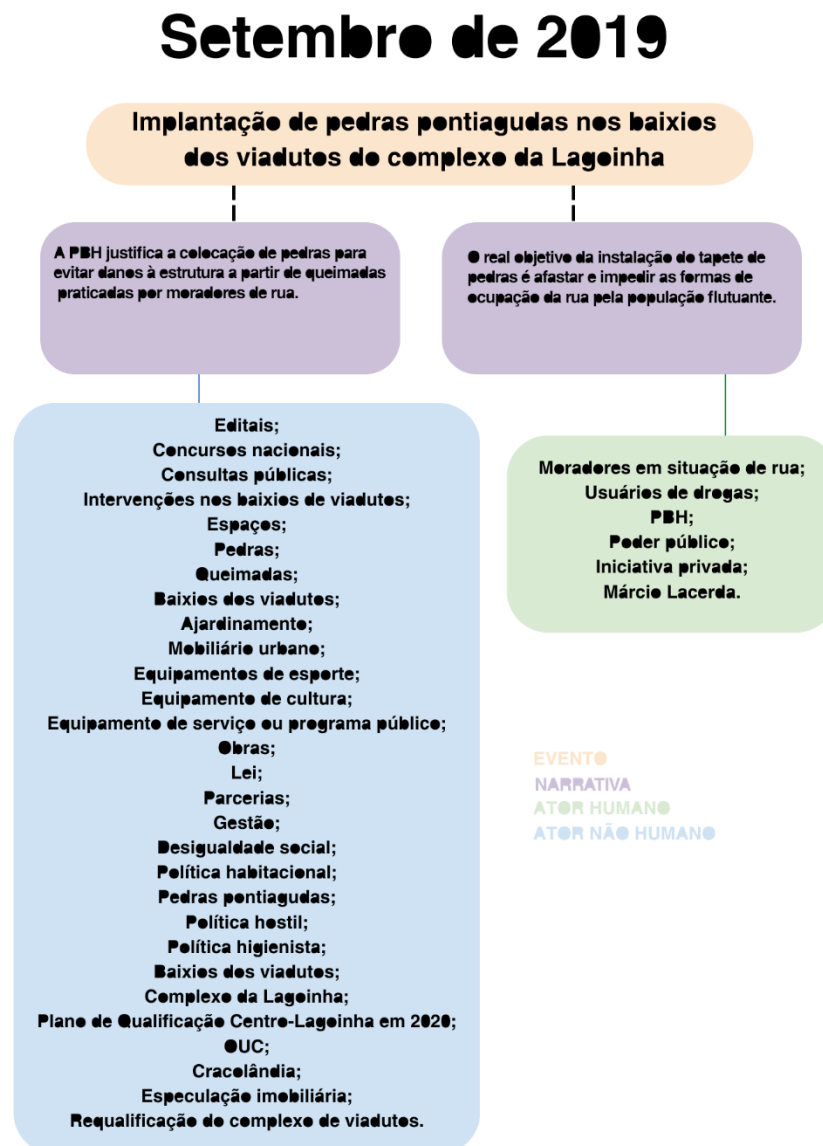 Setembro de 2019
Implantação de pedras pontiagudas nos baixios
dos viadutos do complexo da Lagoinha
A PBH justifica a colocação de pedras para
evitar danos à estrutura a partir de queimadas
praticadas por moradores de rua.
O real objetivo da instalação do tapete de
pedras é afastar e impedir as formas de
ocupação da rua pela população flutuante.
Editais;
Concursos nacionais;
Consultas públicas;
Intervenções nos baixios de viadutos;
Espaços;
Pedras;
Queimadas;
Baixios dos viadutos;
Ajardinamento;
Mobiliário urbano;
Equipamentos de esporte;
Equipamento de cultura;
Equipamento de serviço ou programa público;
Obras;
Lei;
Parcerias;
Gestão;
Desigualdade social;
Política habitacional;
Pedras pontiagudas;
Política hostil;
Política higienista;
Baixios dos viadutos;
Complexo da Lagoinha;
Plano de Qualificação Centro-Lagoinha em 2020;
OUC;
Cracolândia;
Especulação imobiliária;
Requalificação do complexo de viadutos.
Moradores em situação de rua;
Usuários de drogas;
PBH;
Poder público;
Iniciativa privada;
Márcio Lacerda.
EVENTO
NARRATIVA
ATOR HUMANO
ATOR NÃO HUMANO